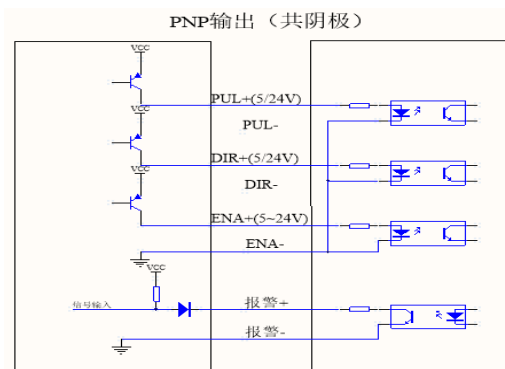 PNP输出（共阴极）
VCC
PUL+(5/24V)
VCC
PUL-
DIR+(5/24V)
VCC
DIR-
ENA+(5~24V)
ENA-
VCC
信号输入
报警+
报警-